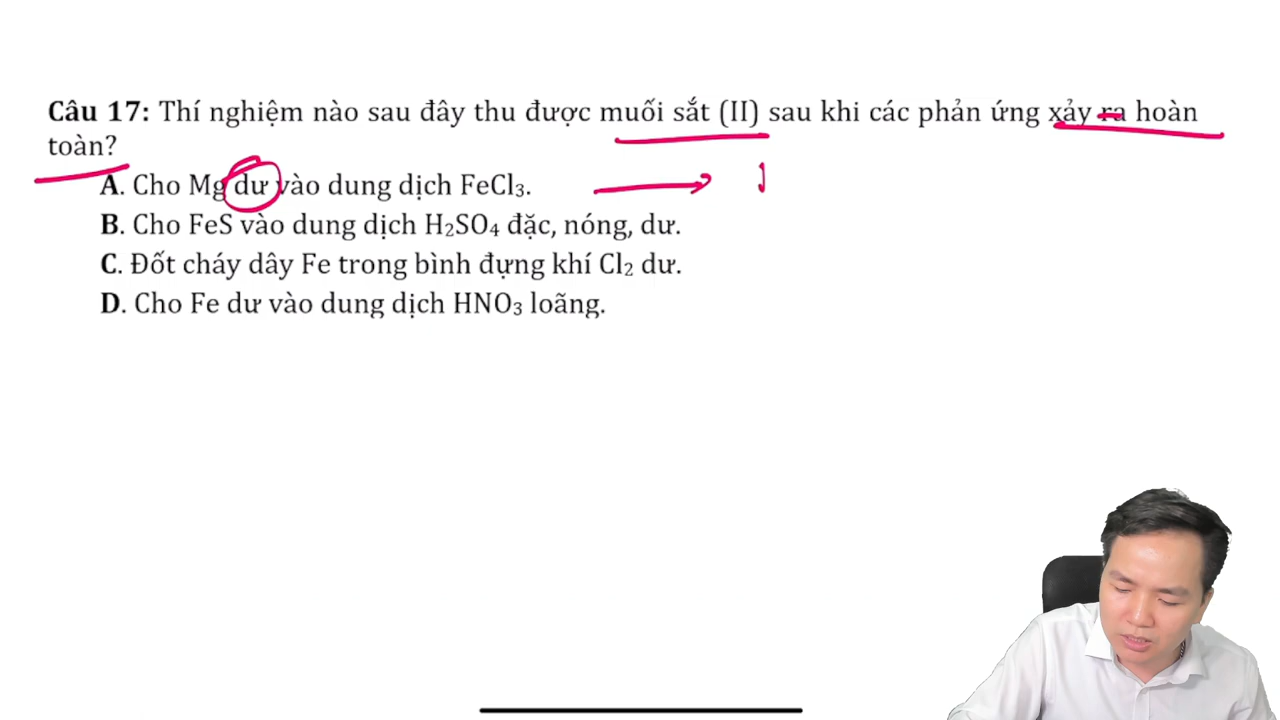 Câu 17: Thí nghiệm nào sau đây thu được muối sắt (II) sau khi các phản ứng xảy ra hoàn
toàn?
A. Cho Mg dư vào dung dịch FeCl₃.
B. Cho FeS vào dung dịch H₂SO₄ đặc, nóng, dư.
C. Đốt cháy dây Fe trong bình đựng khí Cl₂ dư.
D. Cho Fe dư vào dung dịch HNO₃ loãng.